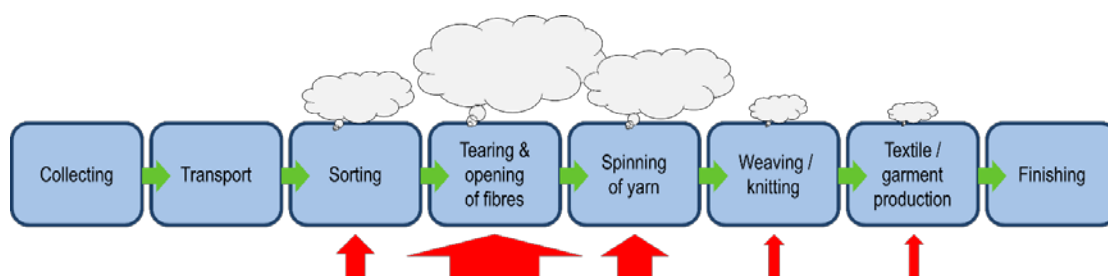 Collecting
Transport
Sorting
Tearing &
opening
of fibres
Spinning
of yarn
Weaving /
knitting
Textile /
garment
production
Finishing